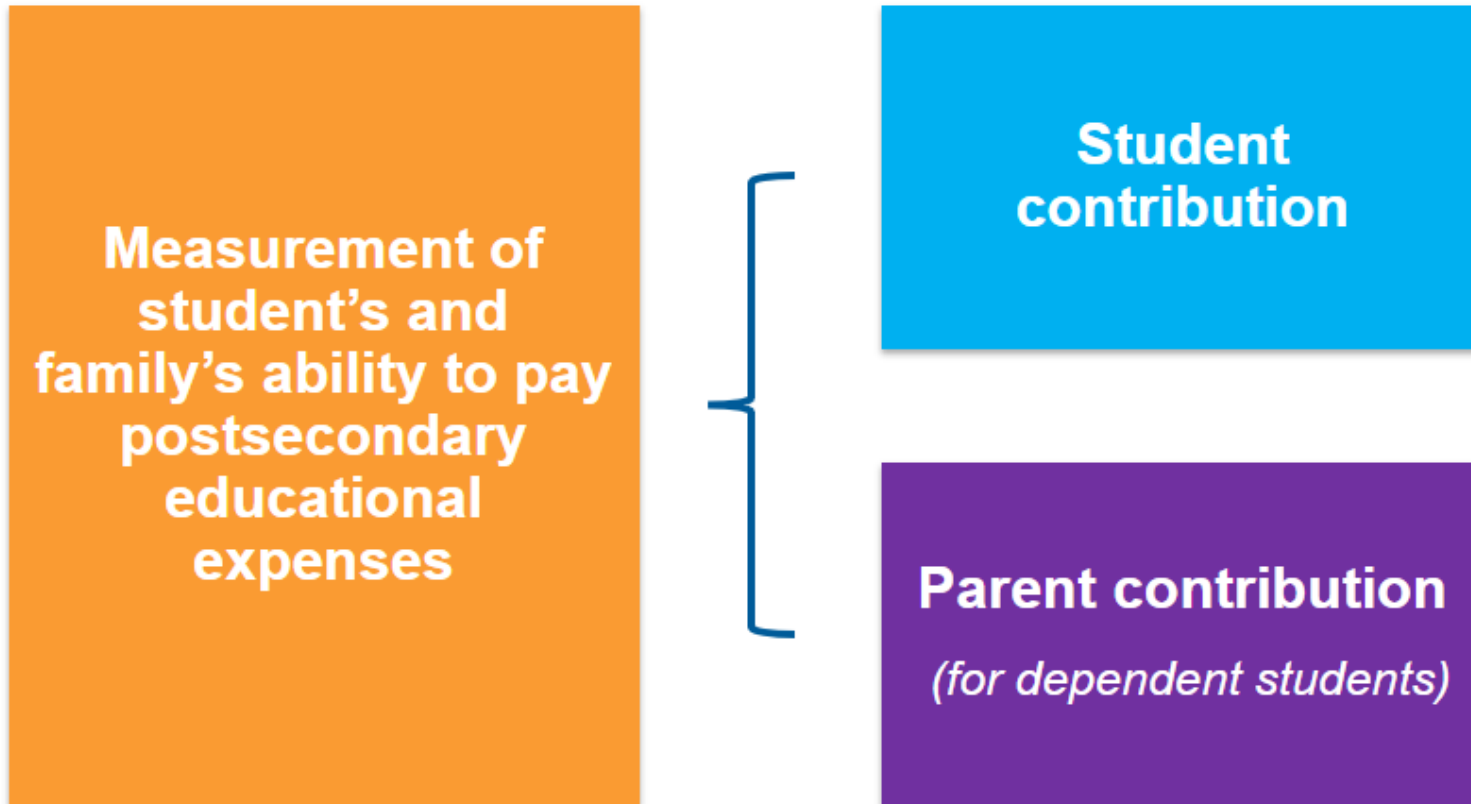 Measurement of
student’s and
family’s ability to pay
postsecondary
educational
expenses
Student
contribution
Parent contribution
(for dependent students)